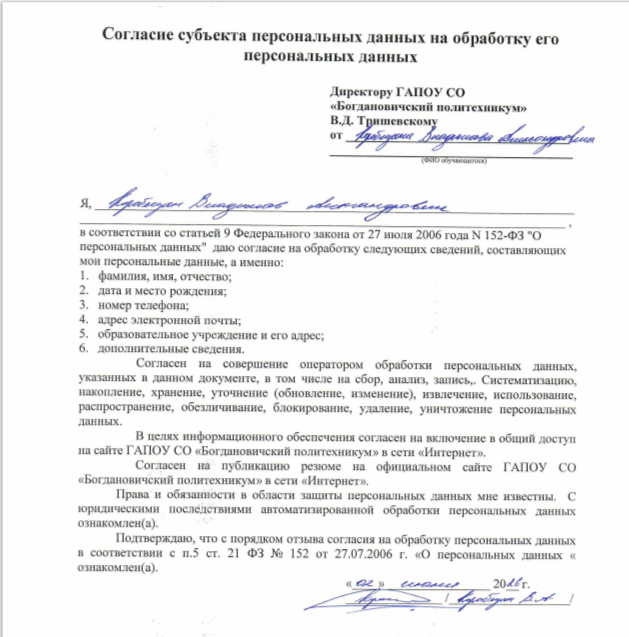 Согласие субъекта персональных данных на обработку его
персональных данных
Директору ГАПОУ СО
«Богдановичский политехникум»
В.Д. Тришевскому
от Владислава Александровича
(ФИО обучающегося)
Я, Владислав Александрович
,
в соответствии со статьей 9 Федерального закона от 27 июля 2006 года N 152-ФЗ "О
персональных данных" даю согласие на обработку следующих сведений, составляющих
мои персональные данные, а именно:
1. фамилия, имя, отчество;
2. дата и место рождения;
3. номер телефона;
4. адрес электронной почты;
5. образовательное учреждение и его адрес;
6. дополнительные сведения.
Согласен на совершение оператором обработки персональных данных,
указанных в данном документе, в том числе на сбор, анализ, запись,. Систематизацию,
накопление, хранение, уточнение (обновление, изменение), извлечение, использование,
распространение, обезличивание, блокирование, удаление, уничтожение персональных
данных.
В целях информационного обеспечения согласен на включение в общий доступ
на сайте ГАПОУ СО «Богдановичский политехникум» в сети «Интернет».
Согласен на публикацию резюме на официальном сайте ГАПОУ СО
«Богдановичский политехникум» в сети «Интернет».
Права и обязанности в области защиты персональных данных мне известны. С
юридическими последствиями автоматизированной обработки персональных данных
ознакомлен(а).
Подтверждаю, что с порядком отзыва согласия на обработку персональных данных
в соответствии с п.5 ст. 21 ФЗ № 152 от 27.07.2006 г. «О персональных данных «
ознакомлен(а).
«02» 2026 г.
/ В.А. /